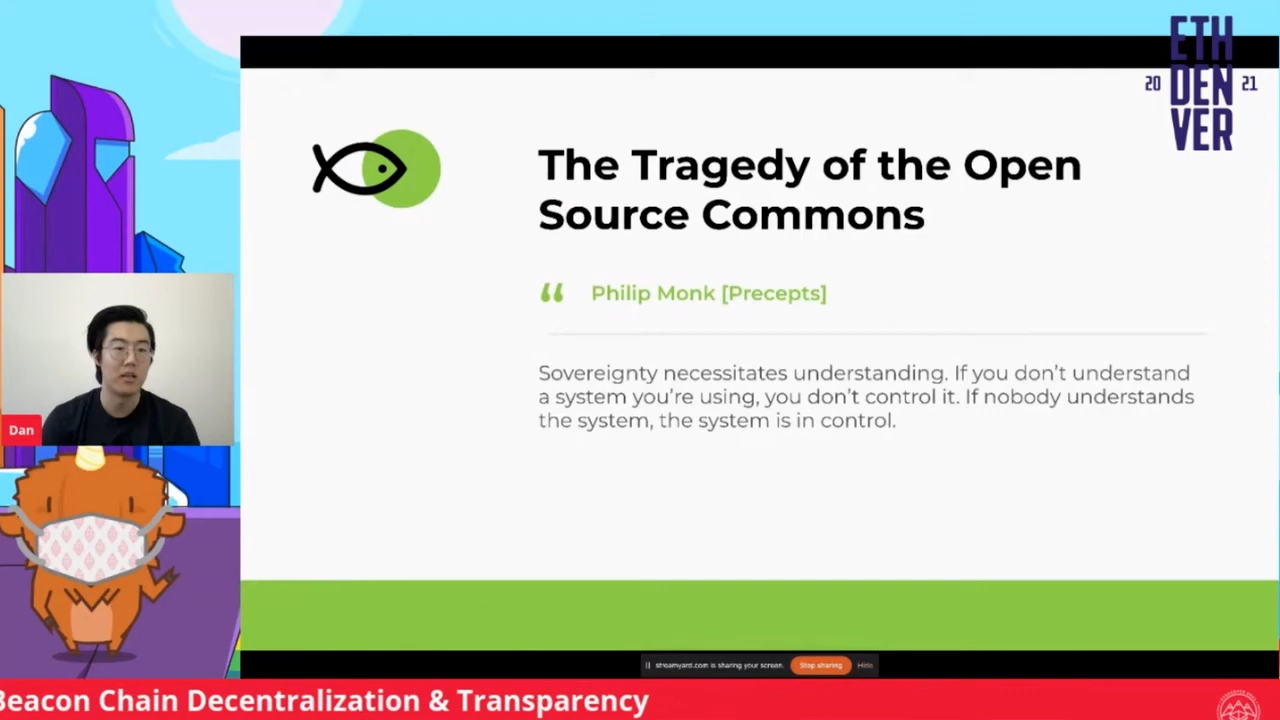 ETH
20 DEN 21
VER
The Tragedy of the Open
Source Commons
“ Philip Monk [Precepts]
Sovereignty necessitates understanding. If you don’t understand
a system you’re using, you don’t control it. If nobody understands
the system, the system is in control.
Dan
streamyard.com is sharing your screen. Stop sharing Hide
Beacon Chain Decentralization & Transparency